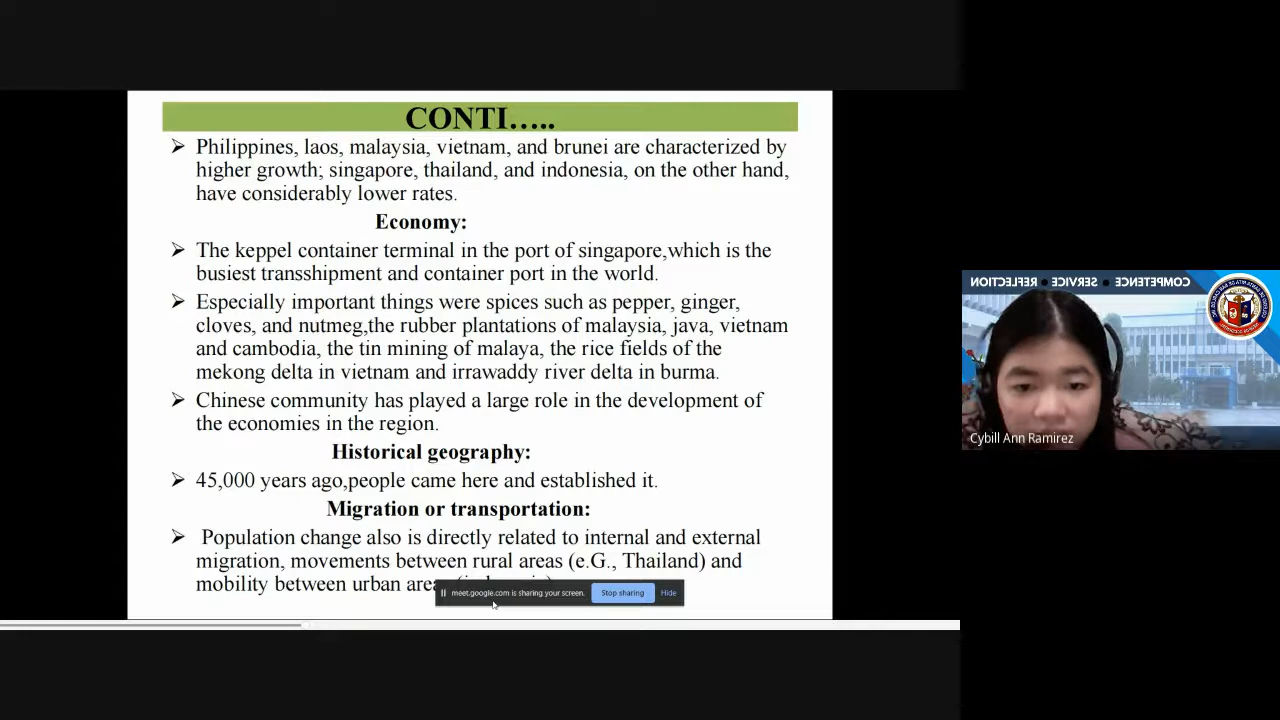 CONTI…..
➢ Philippines, laos, malaysia, vietnam, and brunei are characterized by
higher growth; singapore, thailand, and indonesia, on the other hand,
have considerably lower rates.
Economy:
➢ The keppel container terminal in the port of singapore,which is the
busiest transshipment and container port in the world.
➢ Especially important things were spices such as pepper, ginger,
cloves, and nutmeg,the rubber plantations of malaysia, java, vietnam
and cambodia, the tin mining of malaya, the rice fields of the
mekong delta in vietnam and irrawaddy river delta in burma.
➢ Chinese community has played a large role in the development of
the economies in the region.
Historical geography:
➢ 45,000 years ago,people came here and established it.
Migration or transportation:
➢ Population change also is directly related to internal and external
migration, movements between rural areas (e.G., Thailand) and
mobility between urban
meet.google.com is sharing your screen.
Stop sharing
Hide
COMPETENCE • SERVICE • REFLECTION
Cybill Ann Ramirez